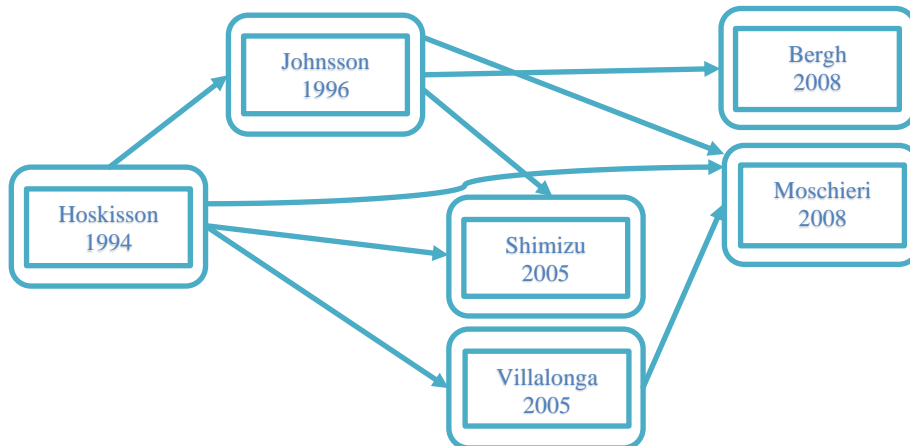 Johnsson
1996
Bergh
2008
Hoskisson
1994
Moschieri
2008
Shimizu
2005
Villalonga
2005